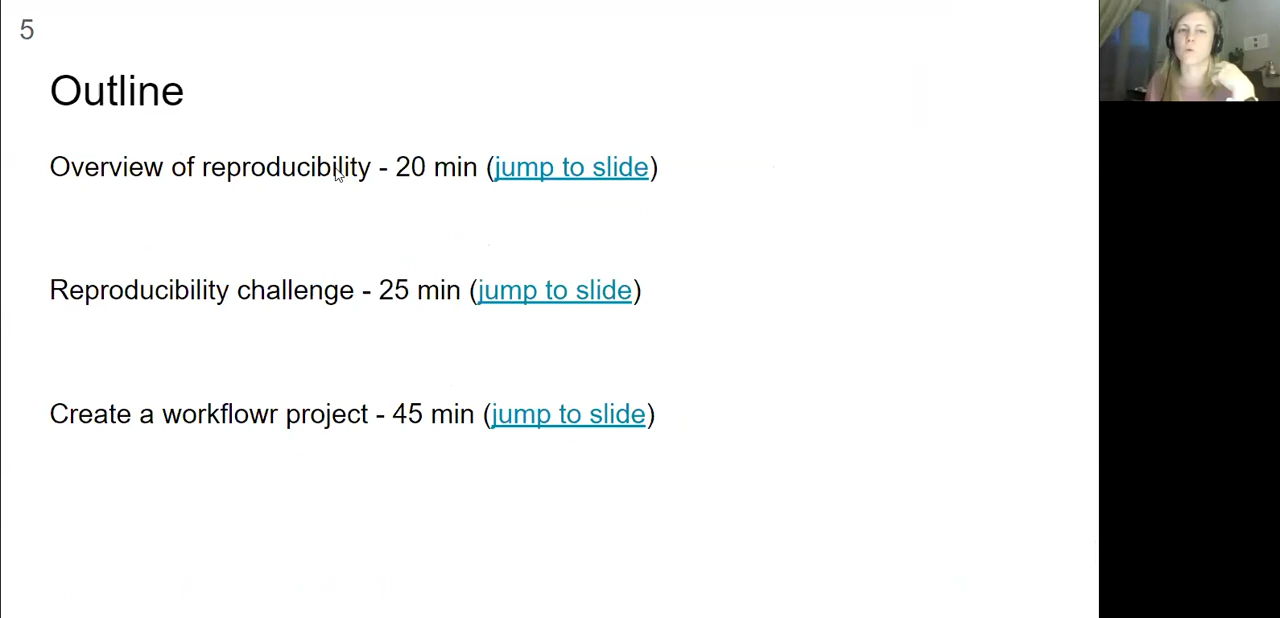 5
Outline
Overview of reproducibility - 20 min (jump to slide)
Reproducibility challenge - 25 min (jump to slide)
Create a workflowr project - 45 min (jump to slide)